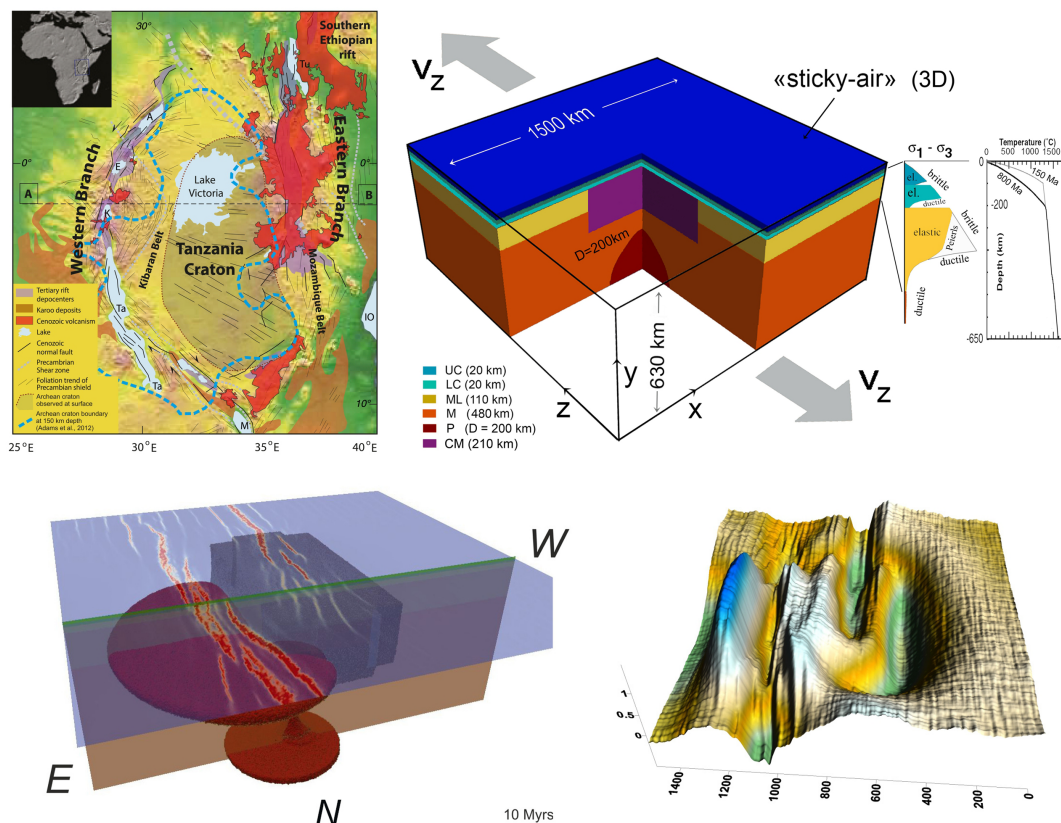 30°
Southern
Ethiopian
rift
Tu
A
0°
E
Lake
Victoria
0°
A
B
K
Western Branch
Eastern Branch
Kibaran Belt
Tanzania
Craton
Mozambique Belt
IO
Ta
Ta
M
10°
Tertiary rift
depocenters
Karoo deposits
Cenozoic volcanism
Lake
Cenozoic
normal fault
Precambrian
Shear zone
Foliation trend of
Precambian shield
Archean craton
observed at surface
Archean craton boundary
at 150 km depth
(Adams et al., 2012)
25°E
30°E
35°E
40°E
Vz
«sticky-air» (3D)
1500 km
D=200km
630 km
y
z
x
Vz
UC (20 km)
LC (20 km)
ML (110 km)
M (480 km)
P (D = 200 km)
CM (210 km)
σ1 - σ3
el.
brittle
el.
ductile
elastic
Peierls
brittle
ductile
ductile
Temperature (°C)
0 500 1500
150 Ma
800 Ma
0
-200
Depth (km)
-650
W
E
N
10 Myrs
1
0.5
0
1400
1200
1000
800
600
400
200
0